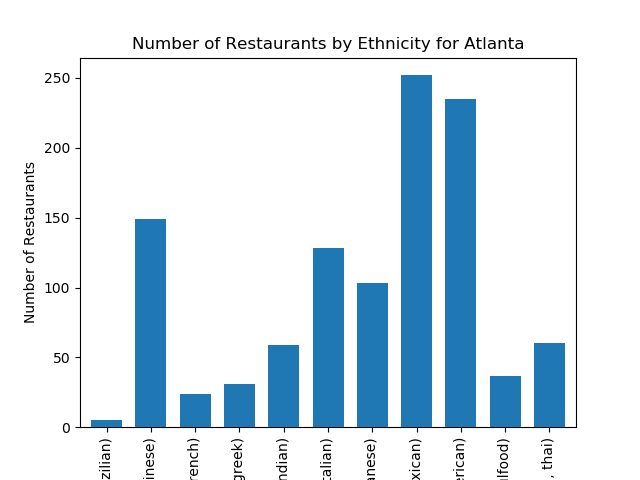 Number of Restaurants by Ethnicity for Atlanta
Number of Restaurants
250
200
150
100
50
0
zilian)
inese)
rench)
greek)
ndian)
talian)
anese)
xican)
erican)
lfood)
, thai)